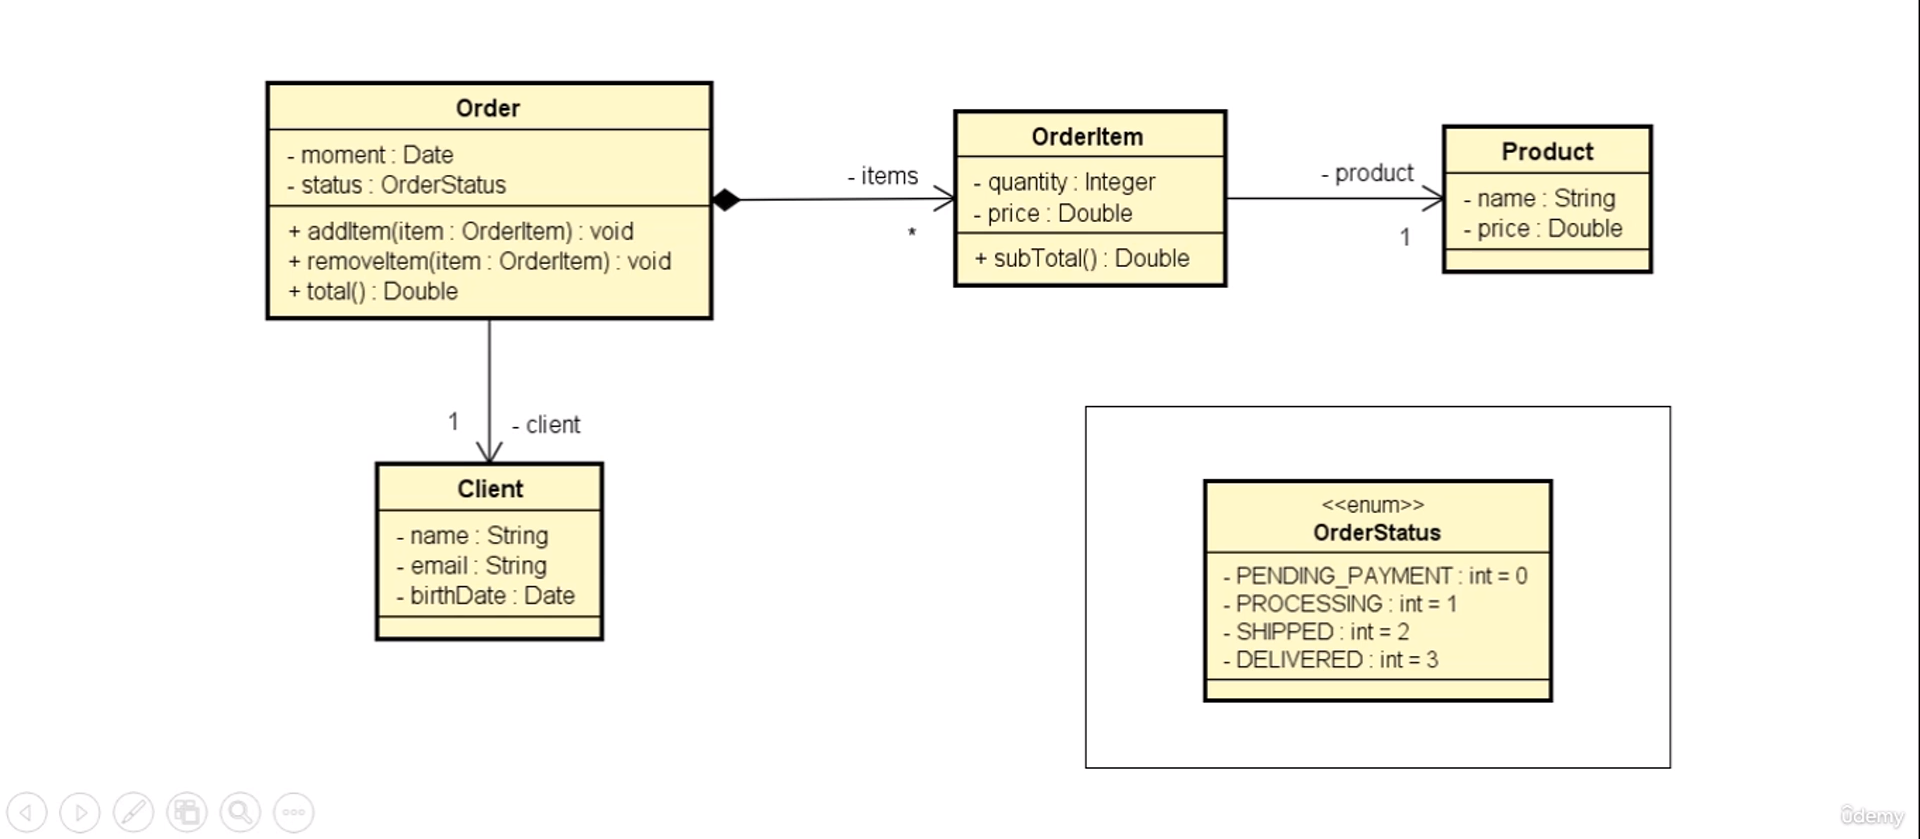 Order
- moment : Date
- status : OrderStatus
+ addItem(item : OrderItem) : void
+ removeItem(item : OrderItem) : void
+ total() : Double
- items
*
OrderItem
- quantity : Integer
- price : Double
+ subTotal() : Double
- product
1
Product
- name : String
- price : Double
1
- client
Client
- name : String
- email : String
- birthDate : Date
<<enum>>
OrderStatus
- PENDING_PAYMENT : int = 0
- PROCESSING : int = 1
- SHIPPED : int = 2
- DELIVERED : int = 3
ûdemy